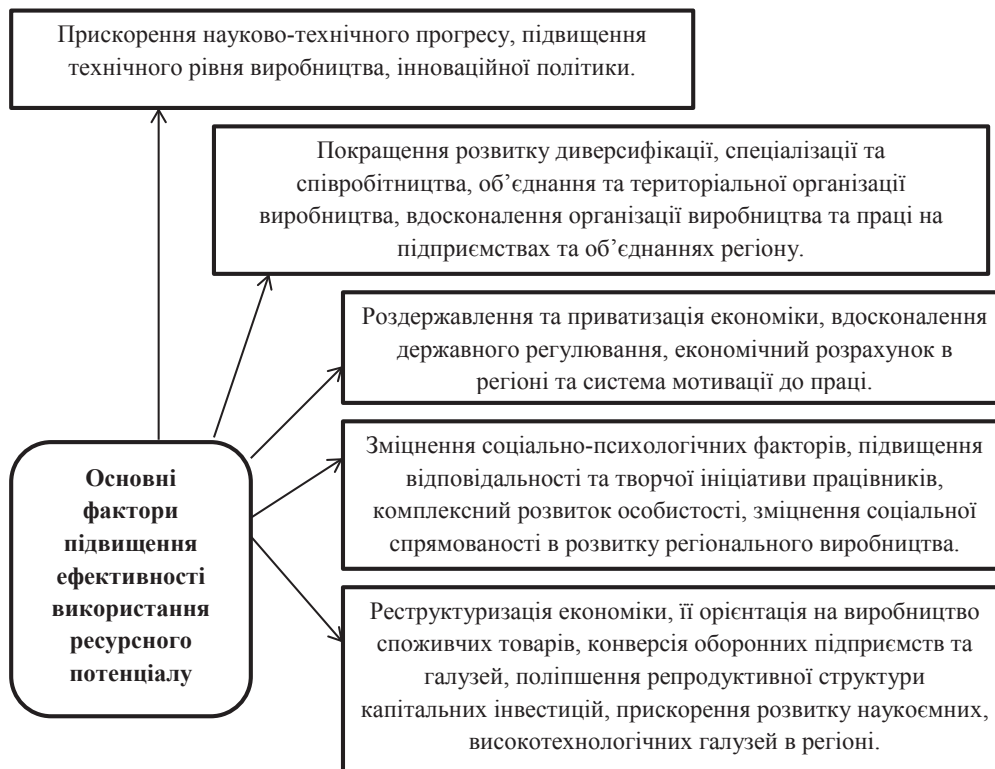 Прискорення науково-технічного прогресу, підвищення
технічного рівня виробництва, інноваційної політики.
Покращення розвитку диверсифікації, спеціалізації та
співробітництва, об’єднання та територіальної організації
виробництва, вдосконалення організації виробництва та праці на
підприємствах та об’єднаннях регіону.
Роздержавлення та приватизація економіки, вдосконалення
державного регулювання, економічний розрахунок в
регіоні та система мотивації до праці.
Зміцнення соціально-психологічних факторів, підвищення
відповідальності та творчої ініціативи працівників,
комплексний розвиток особистості, зміцнення соціальної
спрямованості в розвитку регіонального виробництва.
Основні
фактори
підвищення
ефективності
використання
ресурсного
потенціалу
Реструктуризація економіки, її орієнтація на виробництво
споживчих товарів, конверсія оборонних підприємств та
галузей, поліпшення репродуктивної структури
капітальних інвестицій, прискорення розвитку наукоємних,
високотехнологічних галузей в регіоні.